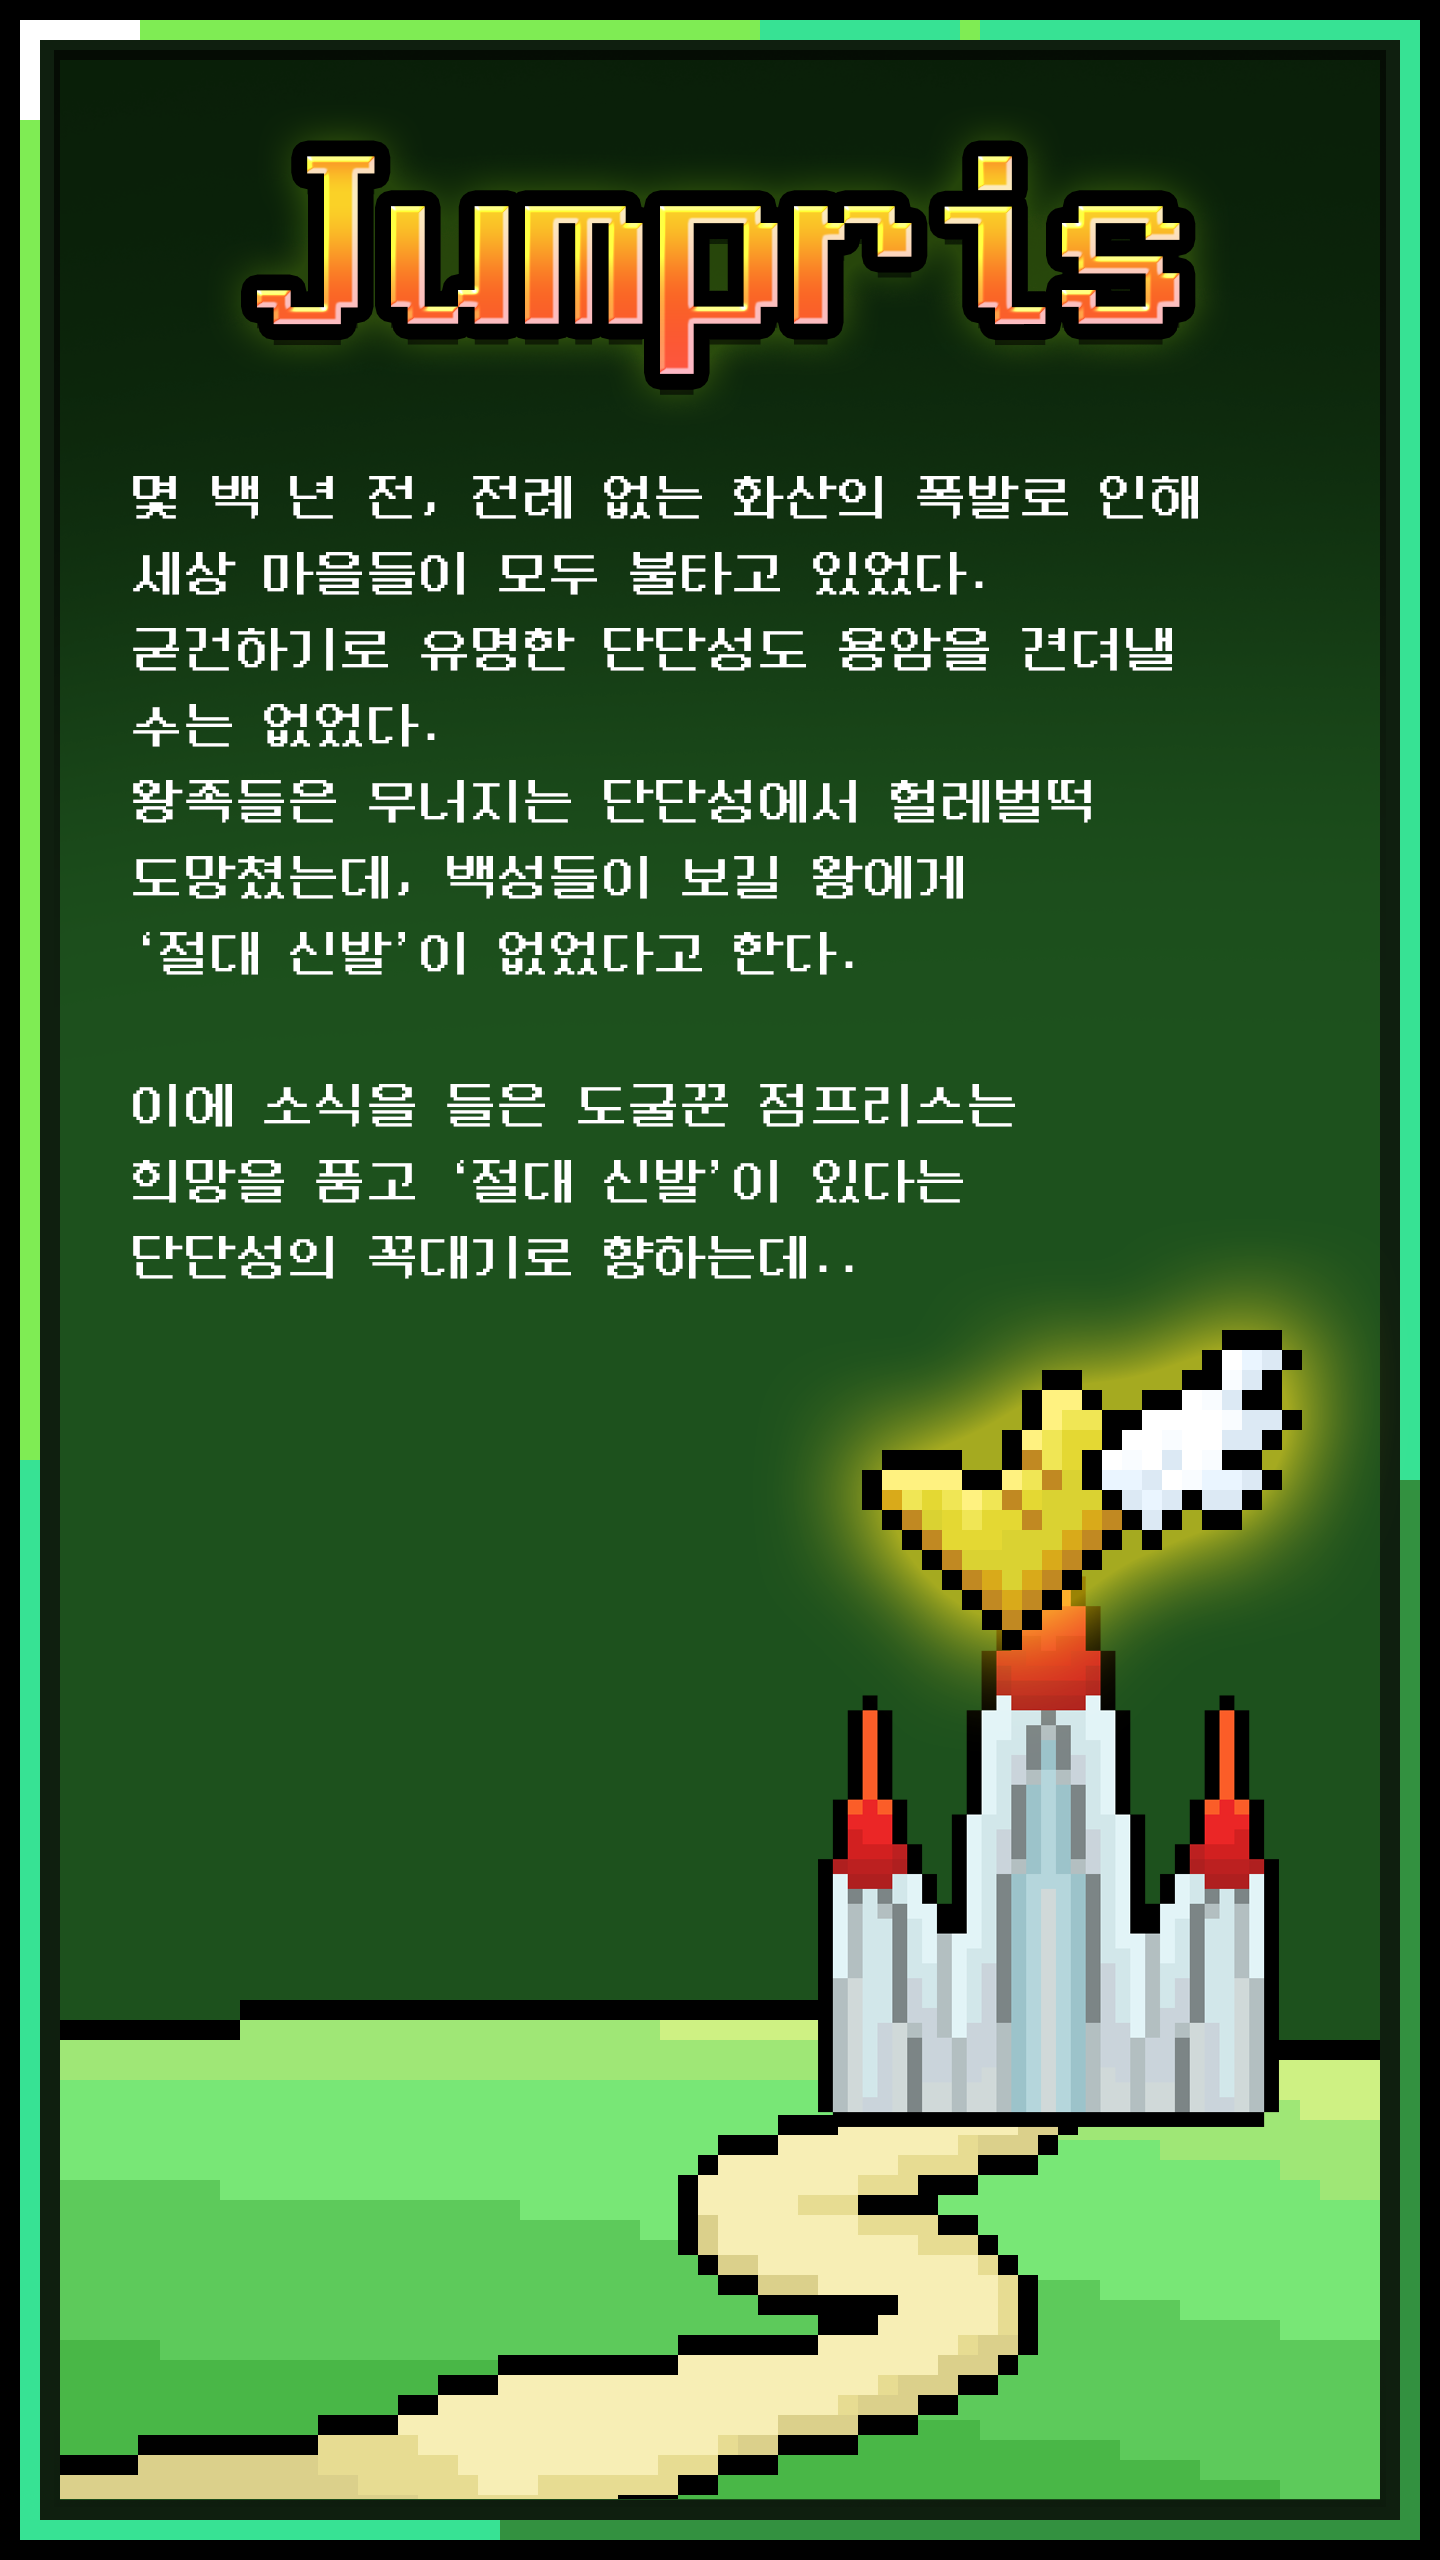 Jumpris
몇 백 년 전, 전례 없는 화산의 폭발로 인해
세상 마을들이 모두 불타고 있었다.
굳건하기로 유명한 단단성도 용암을 견뎌낼
수는 없었다.
왕족들은 무너지는 단단성에서 헐레벌떡
도망쳤는데, 백성들이 보길 왕에게
‘절대 신발’이 없었다고 한다.
이에 소식을 들은 도굴꾼 점프리스는
희망을 품고 ‘절대 신발’이 있다는
단단성의 꼭대기로 향하는데..